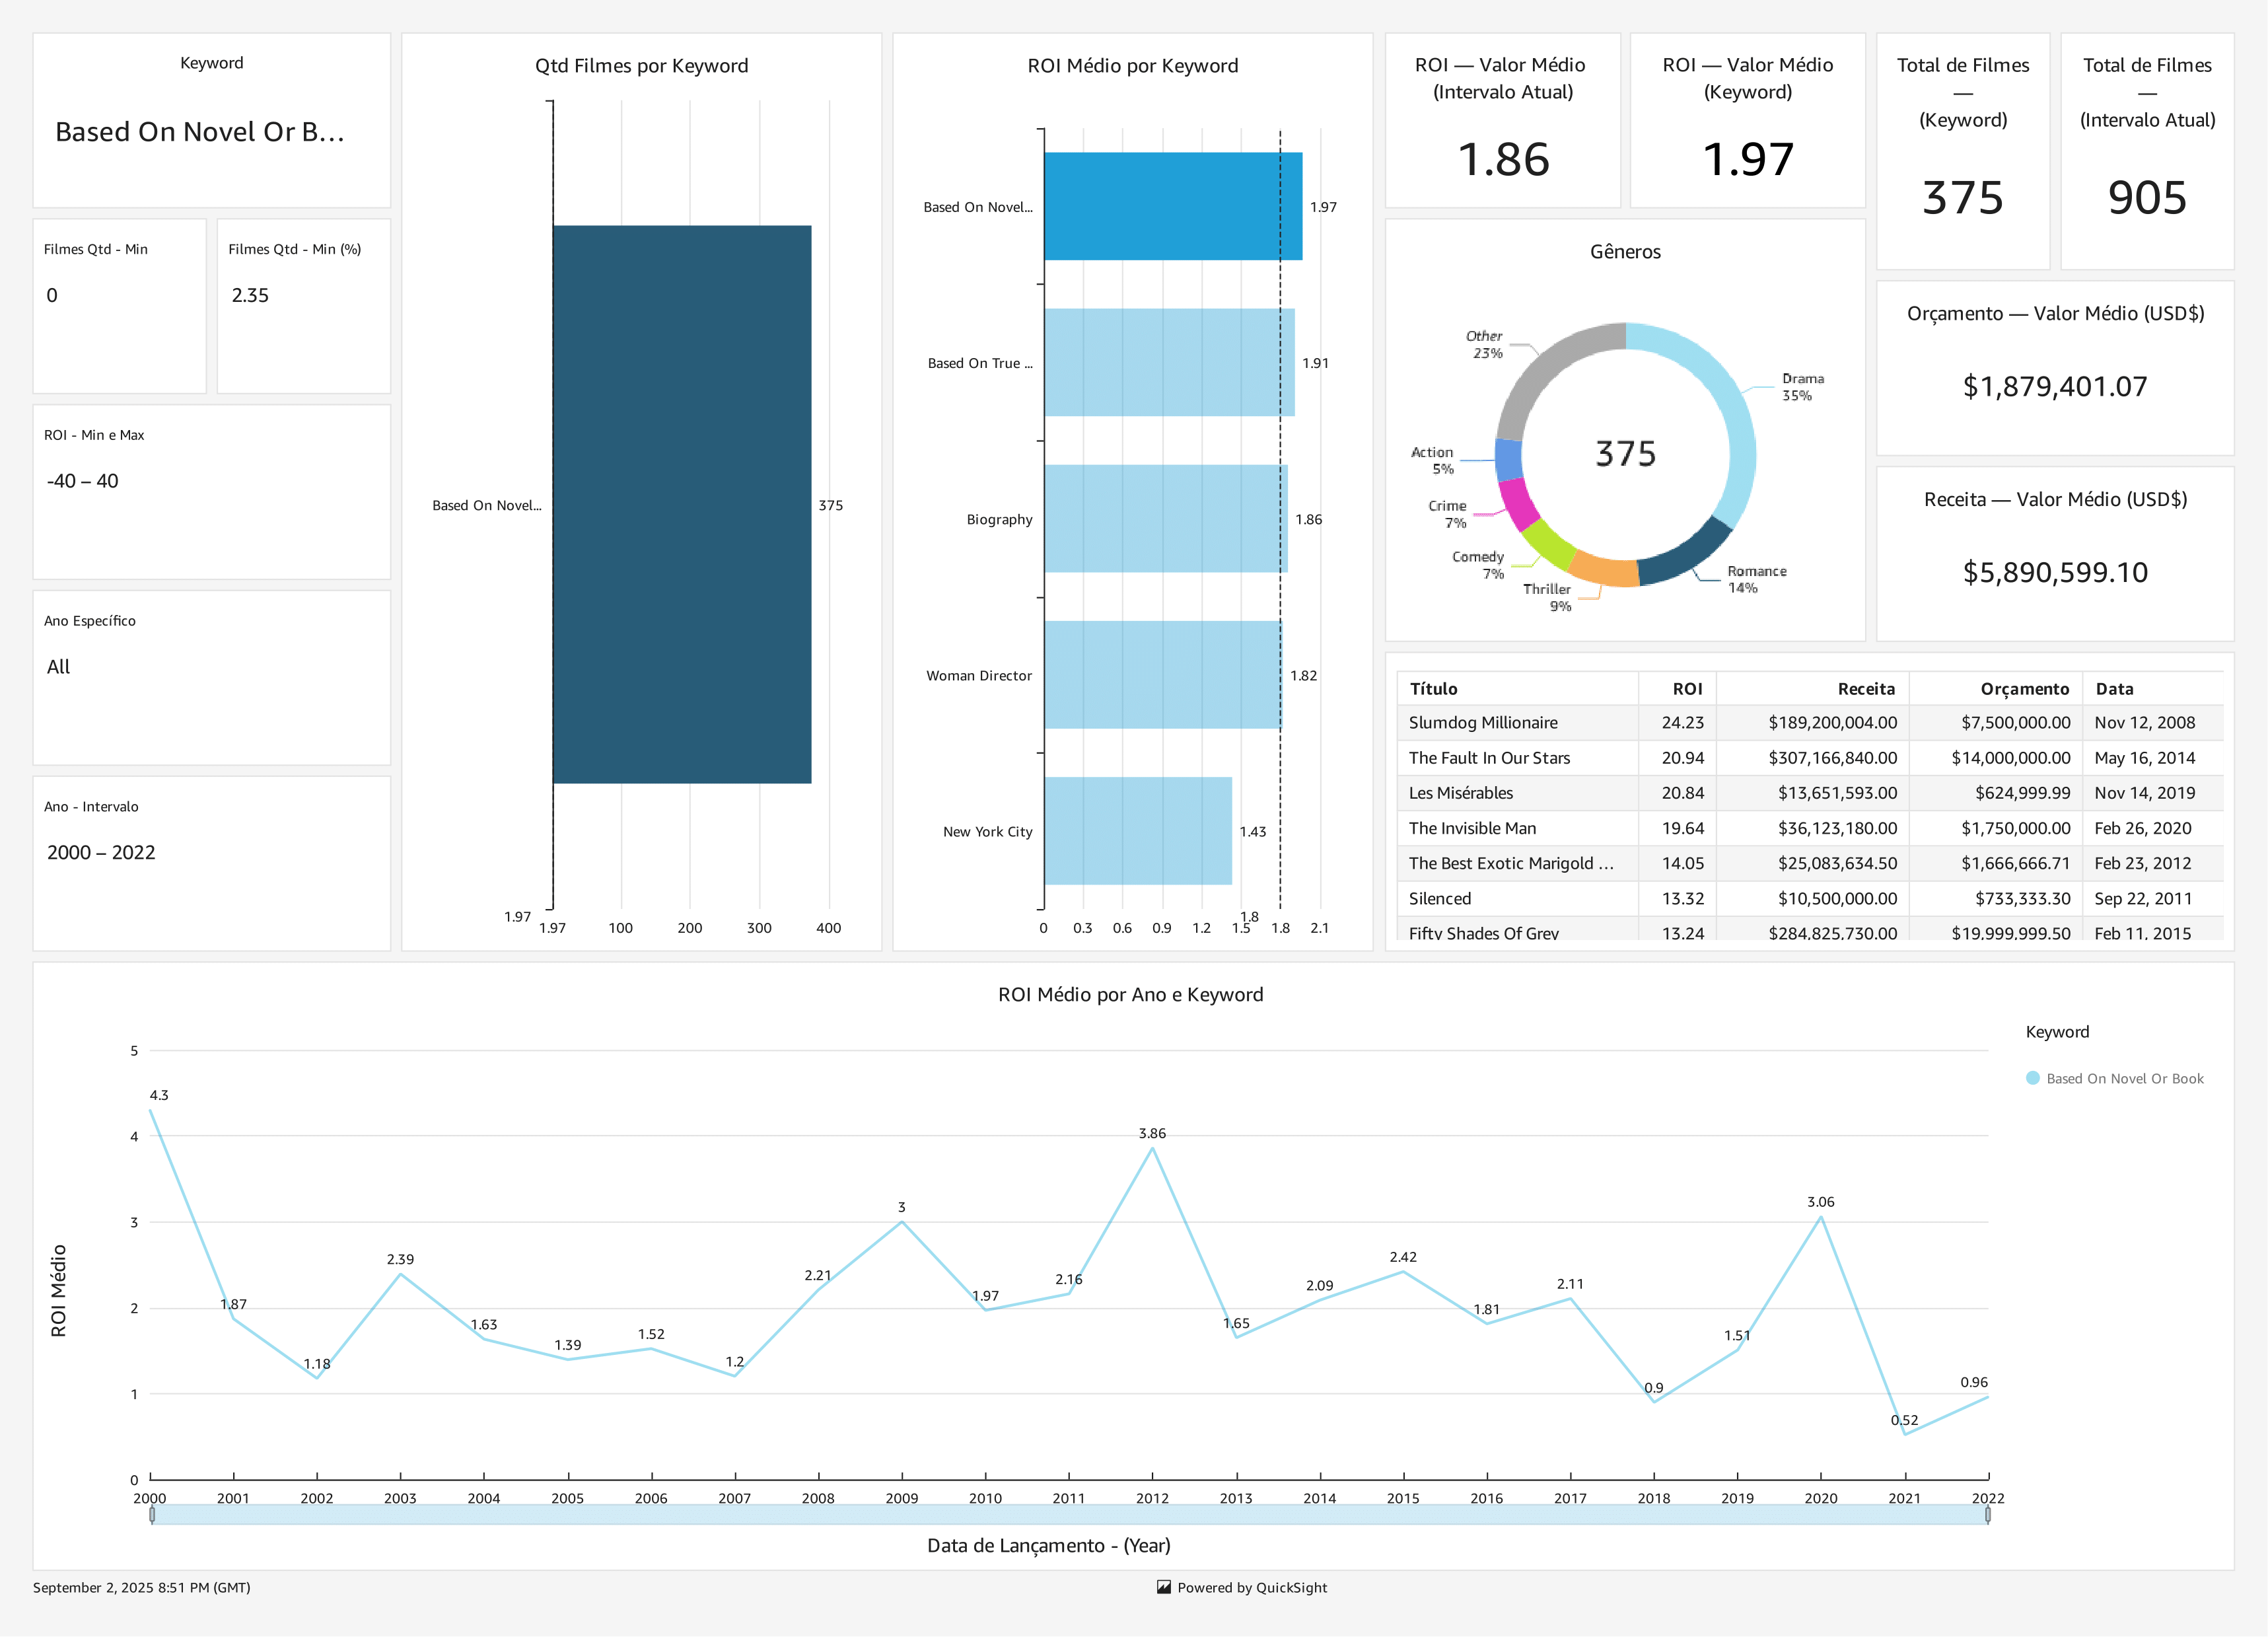 Keyword
Based On Novel Or B…
Filmes Qtd - Min
0
Filmes Qtd - Min (%)
2.35
ROI - Min e Max
-40 – 40
Ano Específico
All
Ano - Intervalo
2000 – 2022
Qtd Filmes por Keyword
Based On Novel...
375
1.97
1.97 100 200 300 400
ROI Médio por Keyword
Based On Novel...
1.97
Based On True ...
1.91
Biography
1.86
Woman Director
1.82
New York City
1.43
1.8
0 0.3 0.6 0.9 1.2 1.5 1.8 2.1
ROI — Valor Médio
(Intervalo Atual)
1.86
ROI — Valor Médio
(Keyword)
1.97
Total de Filmes
—
(Keyword)
375
Total de Filmes
—
(Intervalo Atual)
905
Gêneros
Other
23%
Drama
35%
Action
5%
375
Crime
7%
Comedy
7%
Thriller
9%
Romance
14%
Orçamento — Valor Médio (USD$)
$1,879,401.07
Receita — Valor Médio (USD$)
$5,890,599.10
Título ROI Receita Orçamento Data
Slumdog Millionaire 24.23 $189,200,004.00 $7,500,000.00 Nov 12, 2008
The Fault In Our Stars 20.94 $307,166,840.00 $14,000,000.00 May 16, 2014
Les Misérables 20.84 $13,651,593.00 $624,999.99 Nov 14, 2019
The Invisible Man 19.64 $36,123,180.00 $1,750,000.00 Feb 26, 2020
The Best Exotic Marigold … 14.05 $25,083,634.50 $1,666,666.71 Feb 23, 2012
Silenced 13.32 $10,500,000.00 $733,333.30 Sep 22, 2011
Fifty Shades Of Grey 13.24 $284,825,730.00 $19,999,999.50 Feb 11, 2015
ROI Médio por Ano e Keyword
Keyword
Based On Novel Or Book
ROI Médio
5
4
3
2
1
0
4.3
1.87
1.18
2.39
1.63
1.39
1.52
1.2
2.21
3
1.97
2.16
3.86
1.65
2.09
2.42
1.81
2.11
0.9
1.51
3.06
0.52
0.96
2000 2001 2002 2003 2004 2005 2006 2007 2008 2009 2010 2011 2012 2013 2014 2015 2016 2017 2018 2019 2020 2021 2022
Data de Lançamento - (Year)
September 2, 2025 8:51 PM (GMT)
Powered by QuickSight